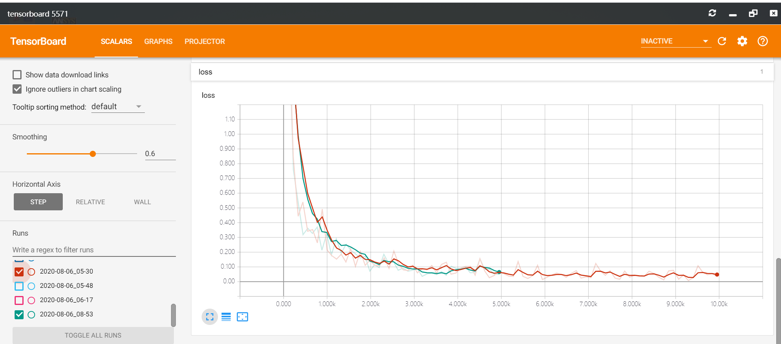 tensorboard 5571
TensorBoard SCALARS GRAPHS PROJECTOR INACTIVE
Show data download links
Ignore outliers in chart scaling
Tooltip sorting method: default
Smoothing
0.6
Horizontal Axis
STEP RELATIVE WALL
Runs
Write a regex to filter runs
2020-08-06_05-30
2020-08-06_05-48
2020-08-06_06-17
2020-08-06_08-53
TOGGLE ALL RUNS
loss 1
loss
1.10
1.00
0.900
0.800
0.700
0.600
0.500
0.400
0.300
0.200
0.100
0.00
0.000 1.000k 2.000k 3.000k 4.000k 5.000k 6.000k 7.000k 8.000k 9.000k 10.00k